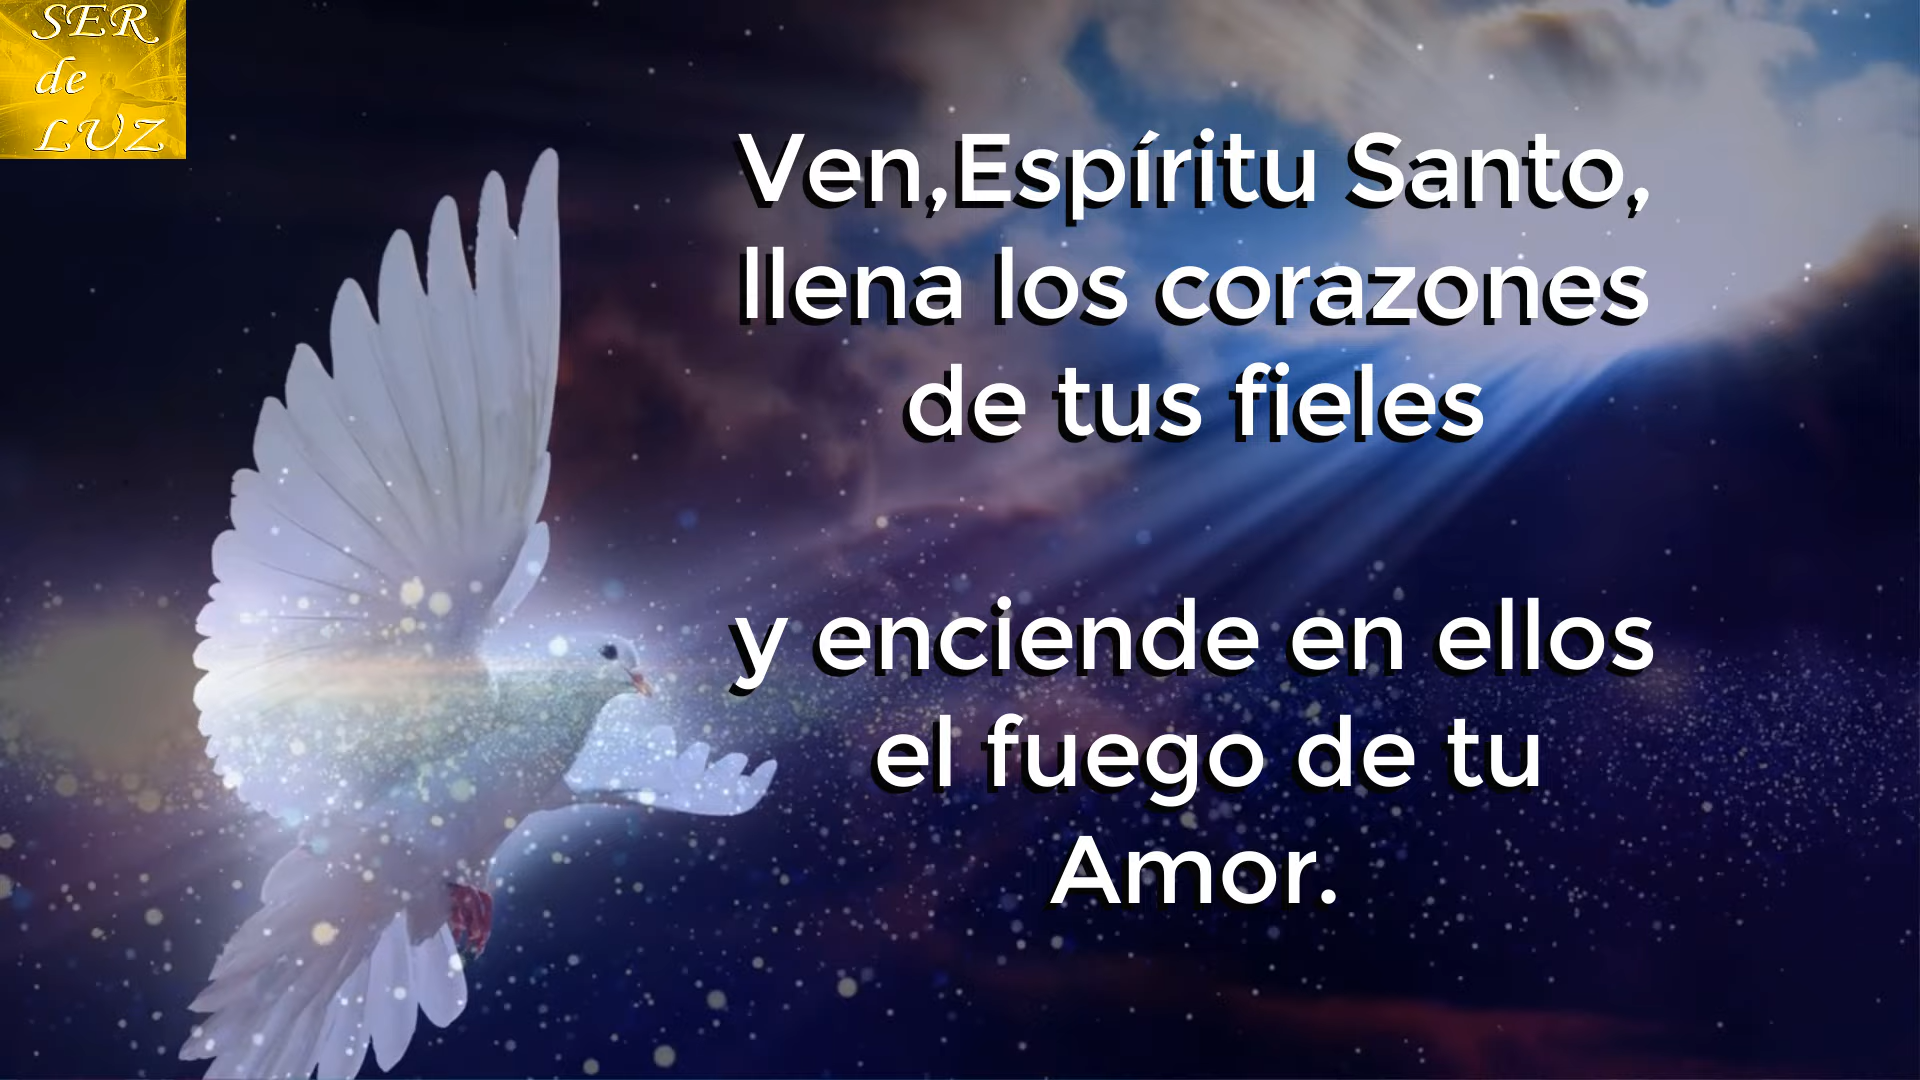 SER
de
LUZ
Ven,Espíritu Santo,
llena los corazones
de tus fieles
y enciende en ellos
el fuego de tu
Amor.